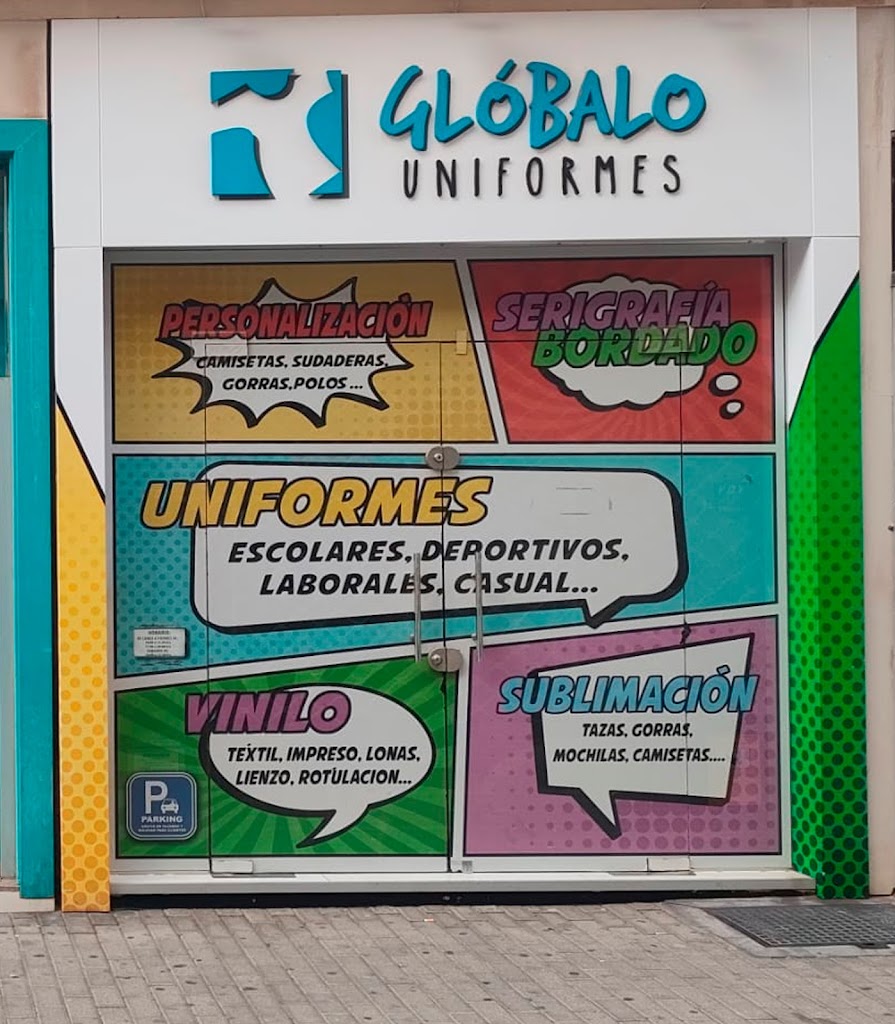 GLÓBALO
UNIFORMES
PERSONALIZACIÓN
CAMISETAS, SUDADERAS,
GORRAS,POLOS ...
SERIGRAFÍA
BORDADO
UNIFORMES
ESCOLARES, DEPORTIVOS,
LABORALES, CASUAL...
HORARIO:
VINILO
TEXTIL, IMPRESO, LONAS,
LIENZO, ROTULACION...
SUBLIMACIÓN
TAZAS, GORRAS,
MOCHILAS, CAMISETAS....
P
PARKING